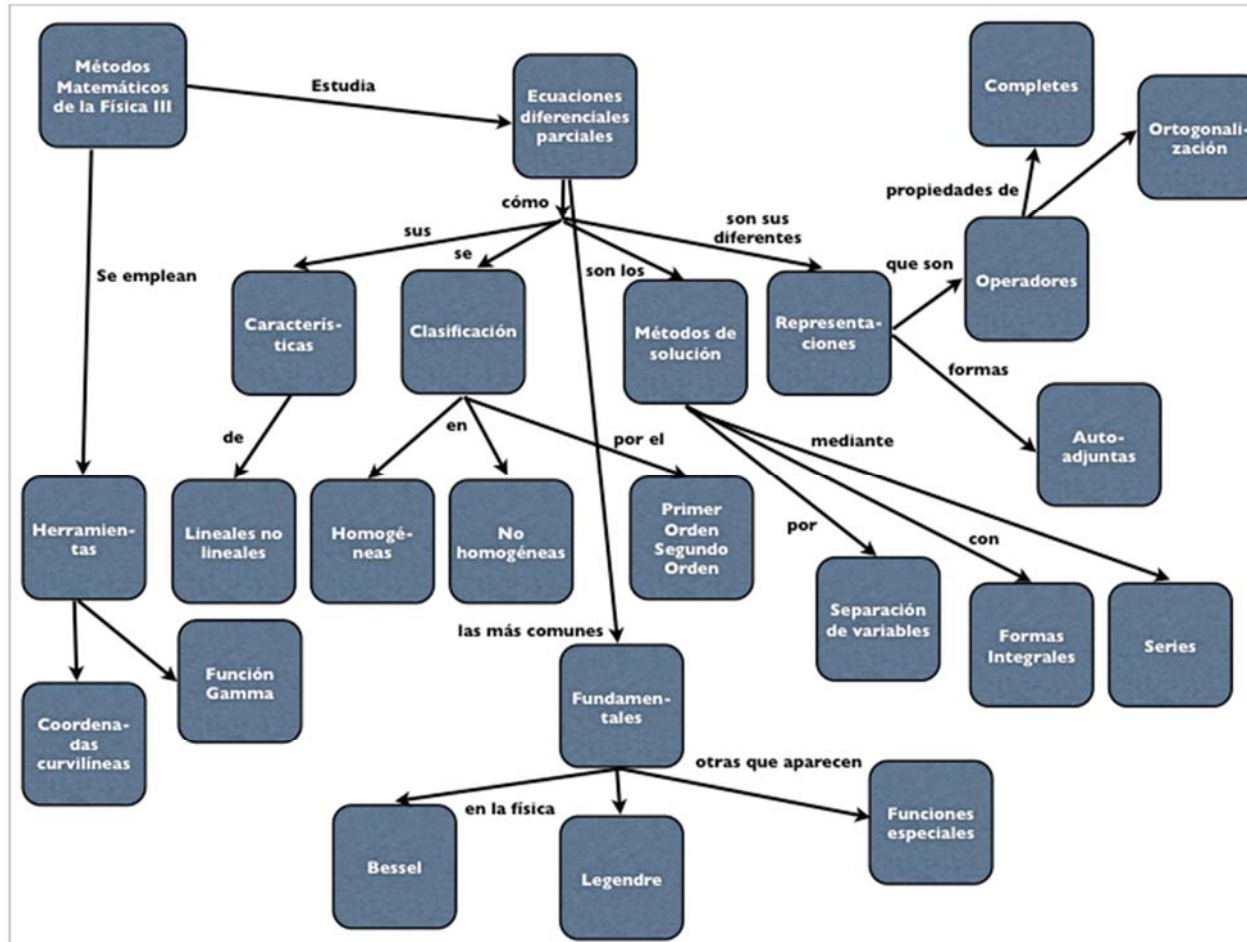 Métodos
Matemáticos
de la Física III
Estudia
Ecuaciones
diferenciales
parciales
Completes
Ortogonali-
zación
propiedades de
cómo
sus
se
son los
son sus
diferentes
que son
Operadores
Se emplean
Caracterís-
ticas
Clasificación
Métodos de
solución
Representa-
ciones
formas
Auto-
adjuntas
de
en
por el
mediante
por
con
Herramien-
tas
Lineales no
lineales
Homogé-
neas
No
homogéneas
Primer
Orden
Segundo
Orden
Separación
de variables
Formas
Integrales
Series
las más comunes
Función
Gamma
Coordena-
das
curvilíneas
Fundamen-
tales
otras que aparecen
en la física
Bessel
Legendre
Funciones
especiales